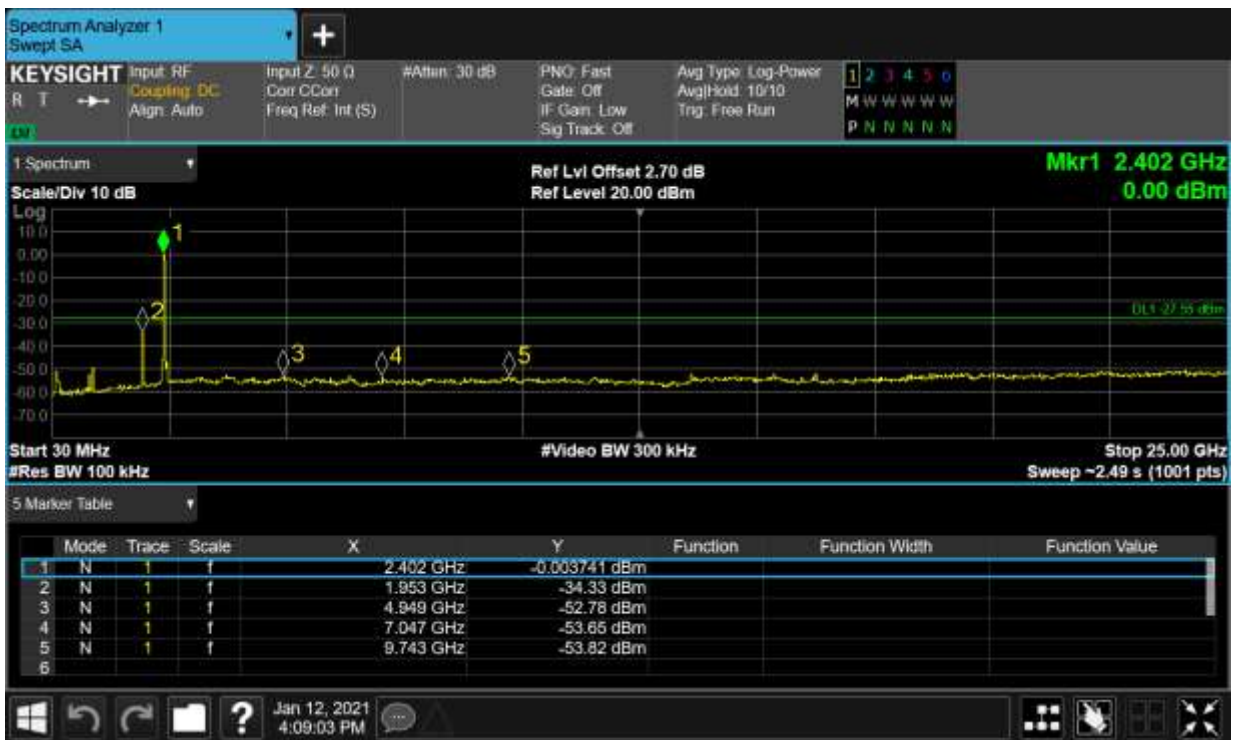 Spectrum Analyzer 1
Swept SA
+
KEYSIGHT Input: RF Input Z: 50 Ω #Atten: 30 dB PNO: Fast Avg Type: Log-Power 1 2 3 4 5 6
R T Coupling: DC Corr CCorr Gate: Off Avg|Hold: 10/10 M W W W W W
Align: Auto Freq Ref: Int (S) IF Gain: Low Trig: Free Run
Sig Track: Off P N N N N N
1 Spectrum Ref Lvl Offset 2.70 dB Mkr1 2.402 GHz
Scale/Div 10 dB Ref Level 20.00 dBm 0.00 dBm
Log
10.0 1
0.00
-10.0
-20.0 2 DL1 -27.55 dBm
-30.0
-40.0 3 4 5
-50.0
-60.0
-70.0
Start 30 MHz #Video BW 300 kHz Stop 25.00 GHz
#Res BW 100 kHz Sweep ~2.49 s (1001 pts)
5 Marker Table
Mode Trace Scale X Y Function Function Width Function Value
1 N 1 f 2.402 GHz -0.003741 dBm
2 N 1 f 1.953 GHz -34.33 dBm
3 N 1 f 4.949 GHz -52.78 dBm
4 N 1 f 7.047 GHz -53.65 dBm
5 N 1 f 9.743 GHz -53.82 dBm
6
? Jan 12, 2021
4:09:03 PM